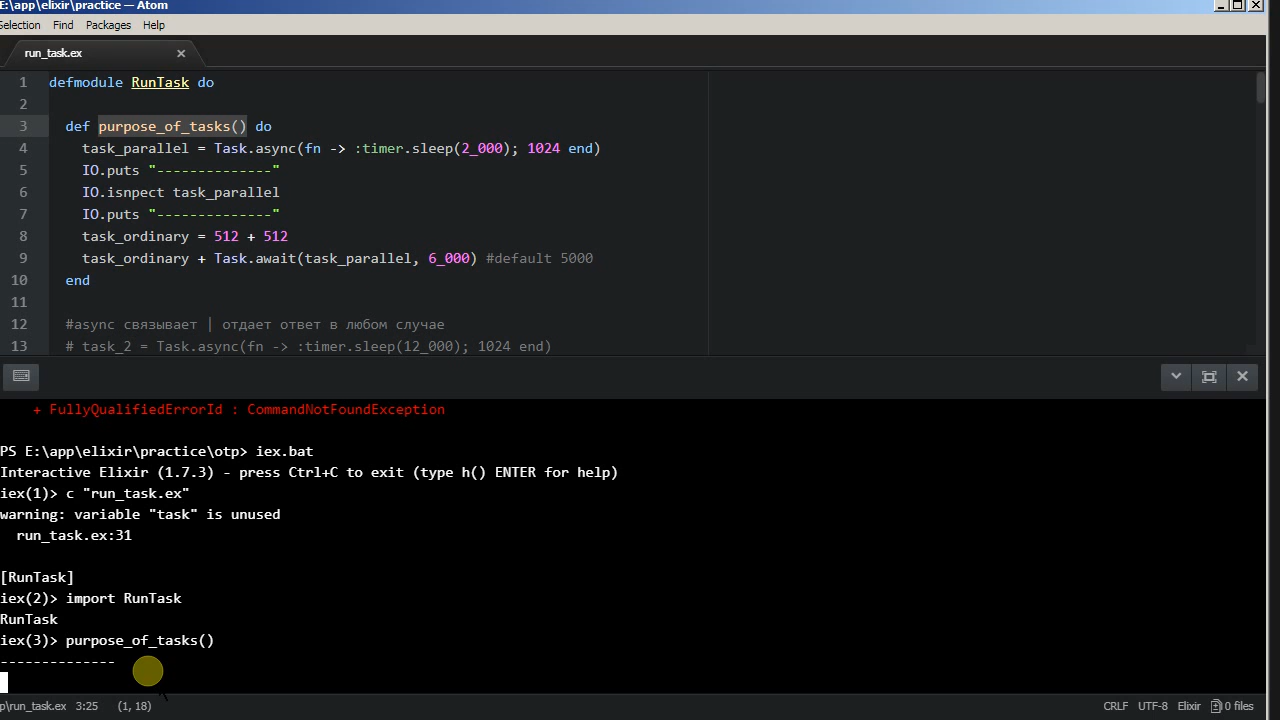 E:\app\elixir\practice — Atom
Selection Find Packages Help
run_task.ex
1 defmodule RunTask do
2
3 def purpose_of_tasks() do
4 task_parallel = Task.async(fn -> :timer.sleep(2_000); 1024 end)
5 IO.puts "--------------"
6 IO.isnpect task_parallel
7 IO.puts "--------------"
8 task_ordinary = 512 + 512
9 task_ordinary + Task.await(task_parallel, 6_000) #default 5000
10 end
11
12 #async связывает | отдает ответ в любом случае
13 # task_2 = Task.async(fn -> :timer.sleep(12_000); 1024 end)
+ FullyQualifiedErrorId : CommandNotFoundException
PS E:\app\elixir\practice\otp> iex.bat
Interactive Elixir (1.7.3) - press Ctrl+C to exit (type h() ENTER for help)
iex(1)> c "run_task.ex"
warning: variable "task" is unused
run_task.ex:31
[RunTask]
iex(2)> import RunTask
RunTask
iex(3)> purpose_of_tasks()
--------------
p\run_task.ex 3:25 (1, 18) CRLF UTF-8 Elixir 0 files